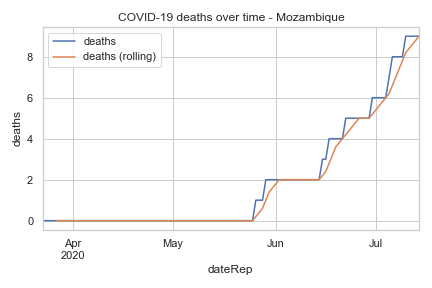 COVID-19 deaths over time - Mozambique
deaths
deaths (rolling)
deaths
8
6
4
2
0
Apr
2020
May
Jun
Jul
dateRep